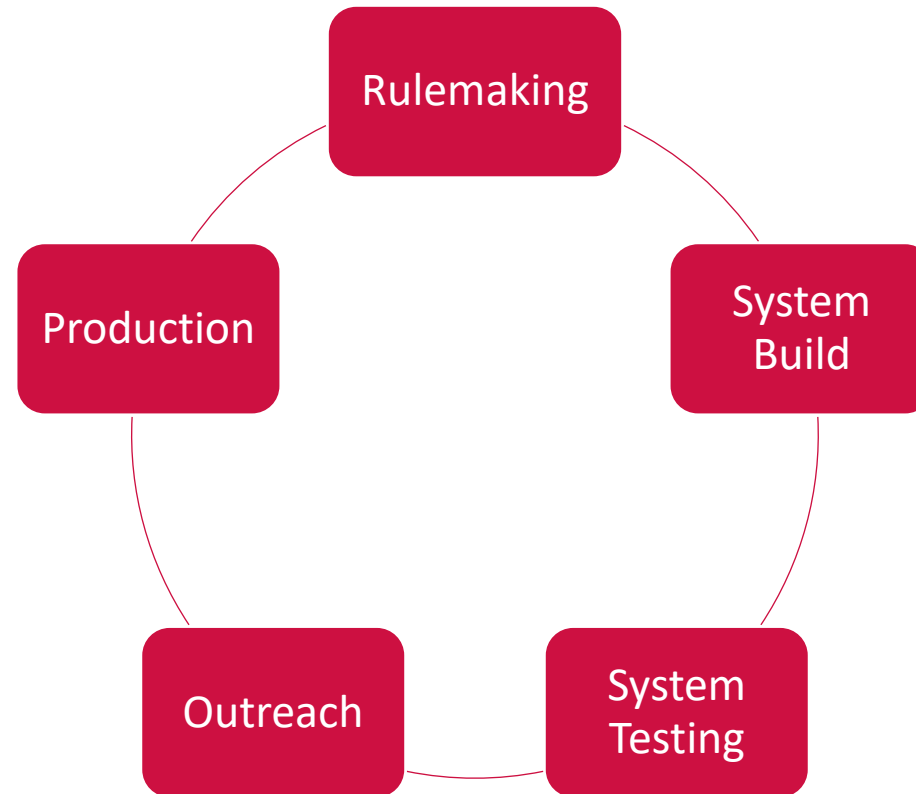 Rulemaking
System
Build
System
Testing
Outreach
Production